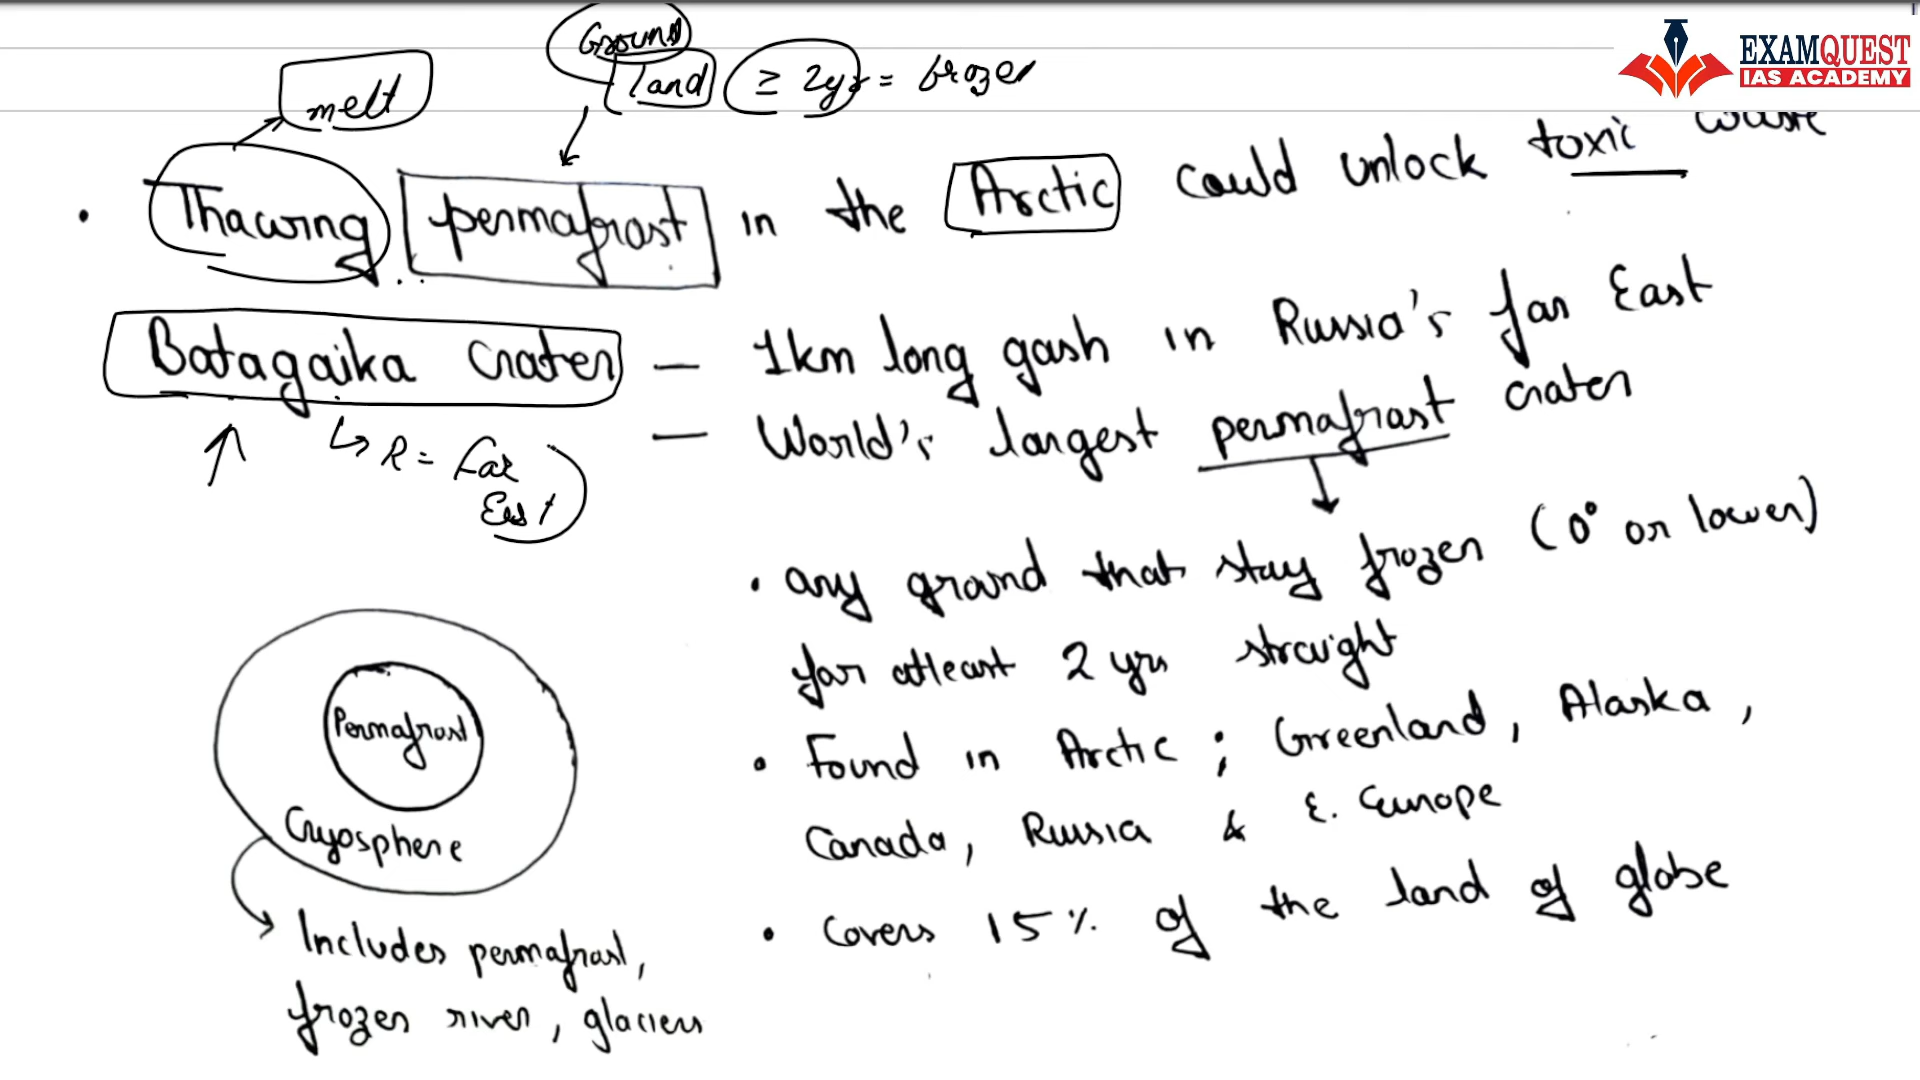 Ground
land ≥ 2yr = frozen
EXAMQUEST
IAS ACADEMY
melt
• Thawing permafrost in the Arctic could unlock toxic waste
Batagaika crater — 1km long gash in Russia's far East
— World's largest permafrost crater
↳ R = Far
East
• any ground that stay frozen (0° or lower)
for atleast 2 yrs straight
• Found in Arctic ; Greenland, Alaska,
Canada, Russia & E. Europe
• Covers 15% of the land of globe
Permafrost
Cryosphere
Includes permafrost,
frozen river, glaciers